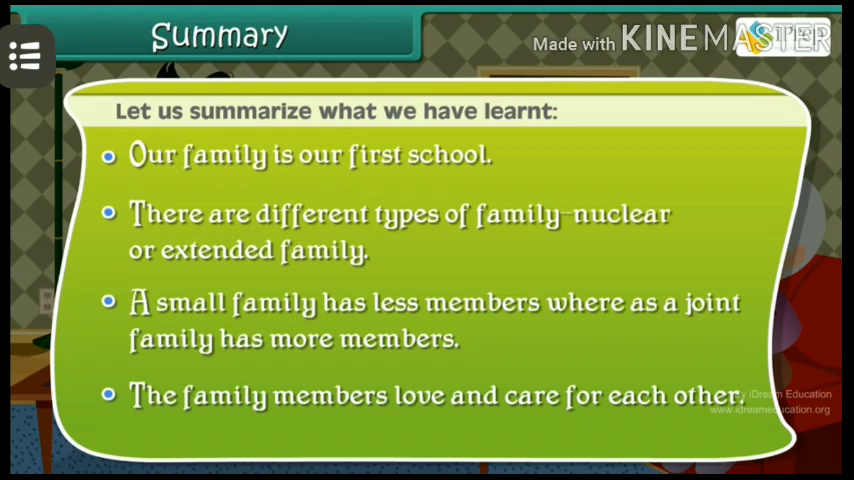 Summary
Made with KINEMASTER
iPrep
Let us summarize what we have learnt:
Our family is our first school.
There are different types of family-nuclear
or extended family.
A small family has less members where as a joint
family has more members.
The family members love and care for each other.
By iDream Education
www.idreameducation.org